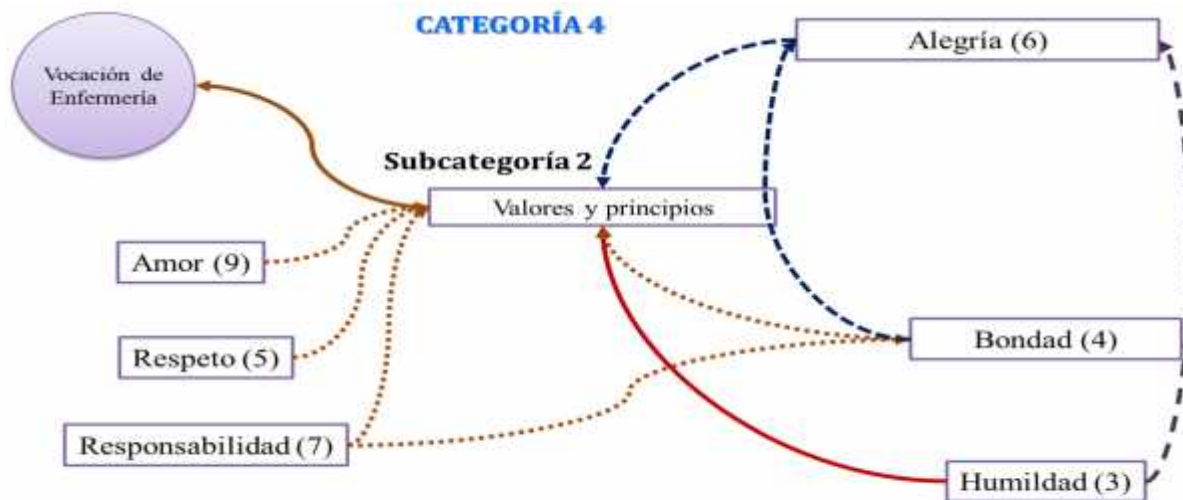 CATEGORÍA 4
Alegría (6)
Vocación de
Enfermería
Subcategoría 2
Valores y principios
Amor (9)
Respeto (5)
Bondad (4)
Responsabilidad (7)
Humildad (3)